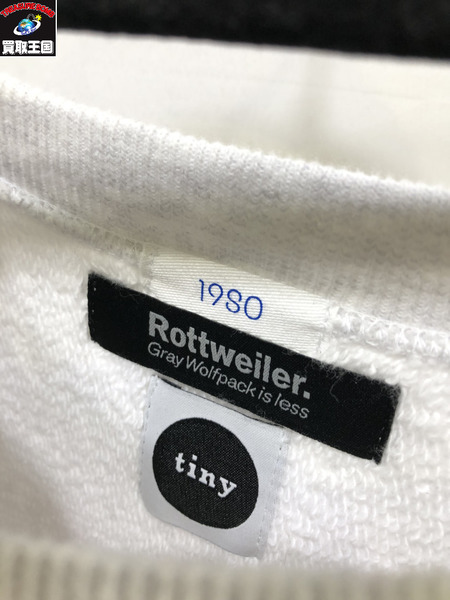 買取王国
1980
Rottweiler.
Gray Wolfpack is less
tiny